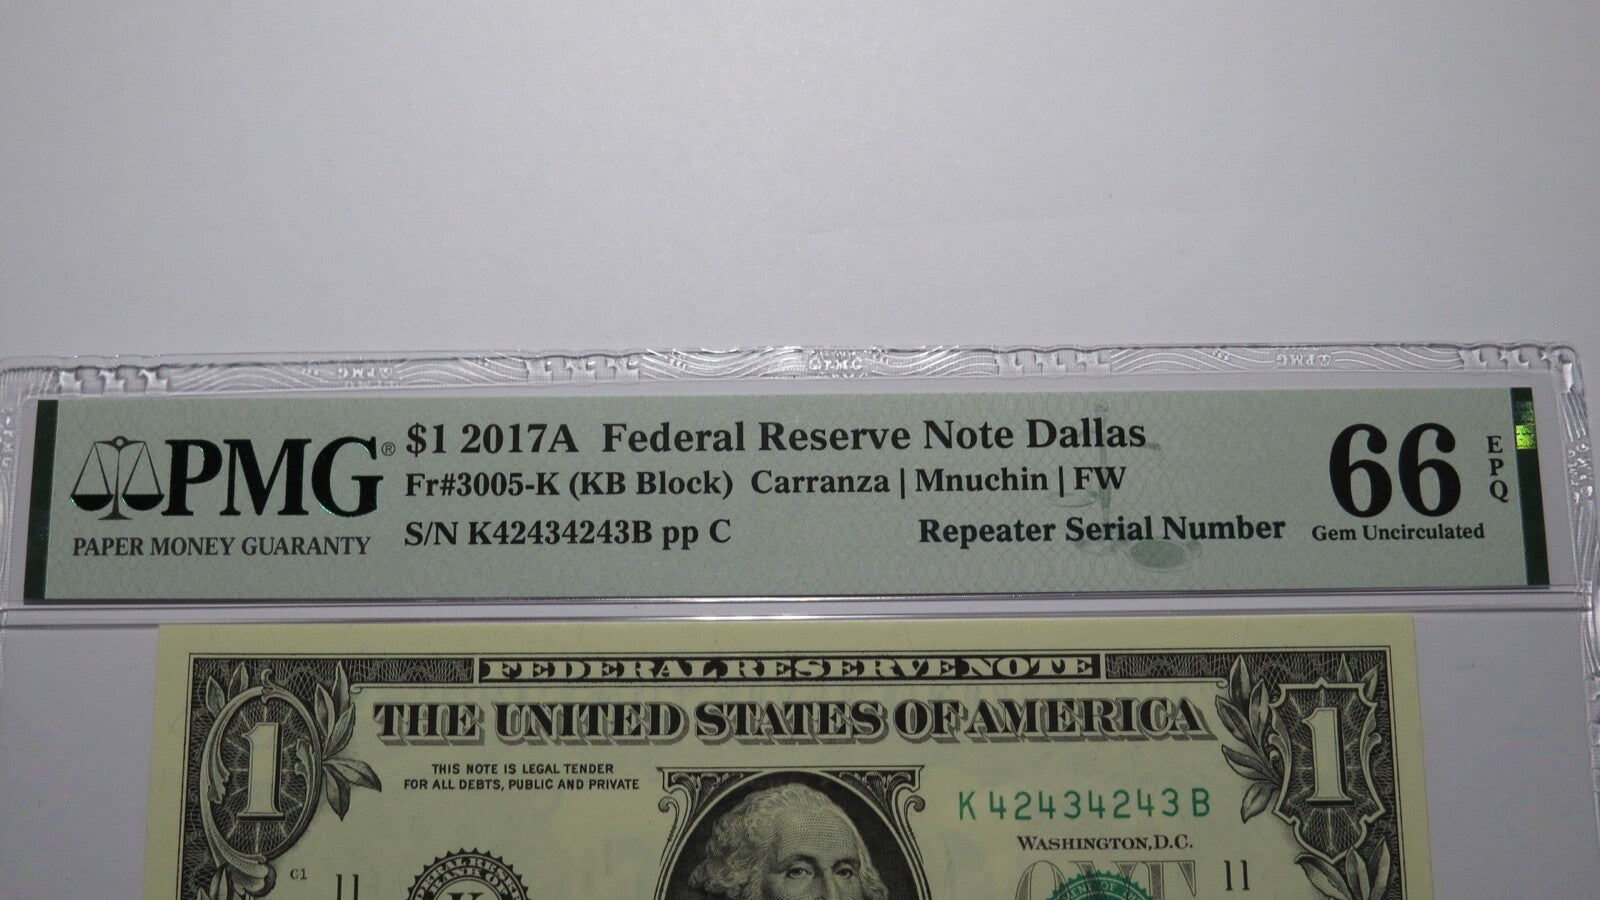 PMG®
PAPER MONEY GUARANTY
$1 2017A Federal Reserve Note Dallas
Fr#3005-K (KB Block) Carranza | Mnuchin | FW
S/N K42434243B pp C
Repeater Serial Number
66
EPQ
Gem Uncirculated
FEDERAL RESERVE NOTE
THE UNITED STATES OF AMERICA
1
1
THIS NOTE IS LEGAL TENDER
FOR ALL DEBTS, PUBLIC AND PRIVATE
K 42434243 B
WASHINGTON, D.C.
C1
11
11
ONE